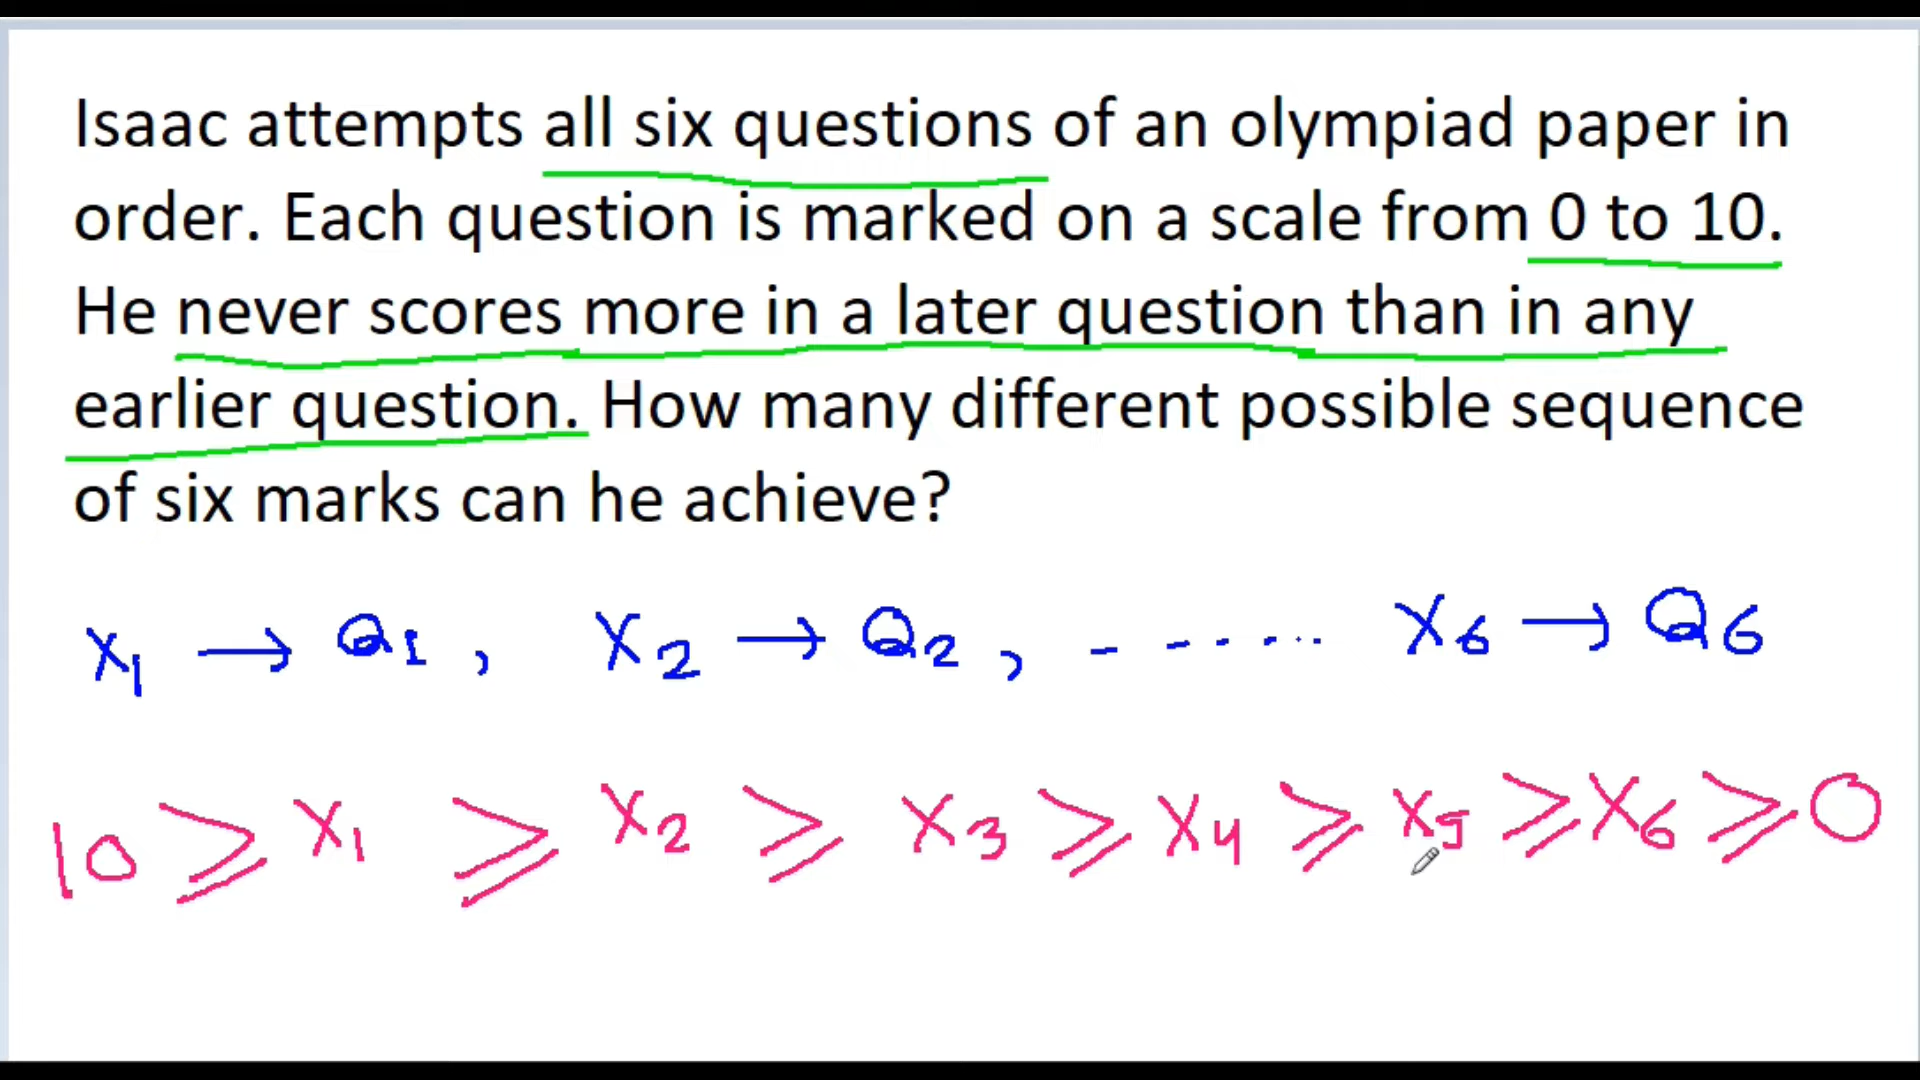 Isaac attempts all six questions of an olympiad paper in
order. Each question is marked on a scale from 0 to 10.
He never scores more in a later question than in any
earlier question. How many different possible sequence
of six marks can he achieve?
x₁ → Q₁ , x₂ → Q₂ , - - . . . .. x₆ → Q₆
10 ⩾ x₁ ⩾ x₂ ⩾ x₃ ⩾ x₄ ⩾ x₅ ⩾ x₆ ⩾ 0